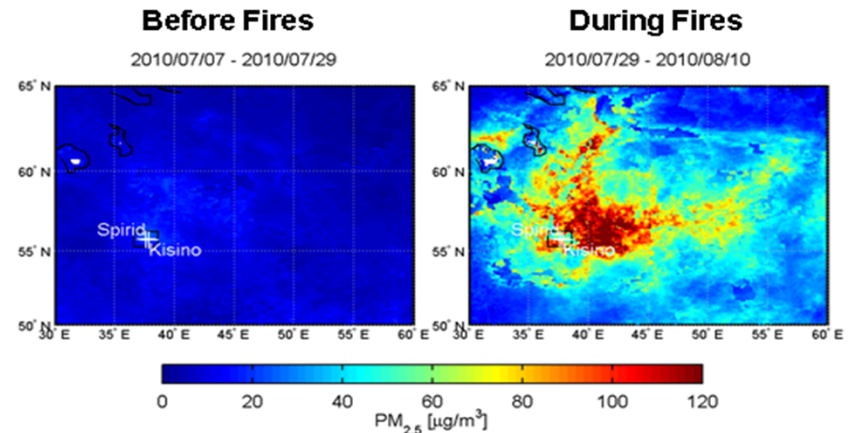 Before Fires
2010/07/07 - 2010/07/29
65° N
60° N
55° N
50° N
30° E 35° E 40° E 45° E 50° E 55° E 60° E
Spirid
Kisino
During Fires
2010/07/29 - 2010/08/10
65° N
60° N
55° N
50° N
30° E 35° E 40° E 45° E 50° E 55° E 60° E
Spirid
Kisino
0 20 40 60 80 100 120
PM2.5 [μg/m³]